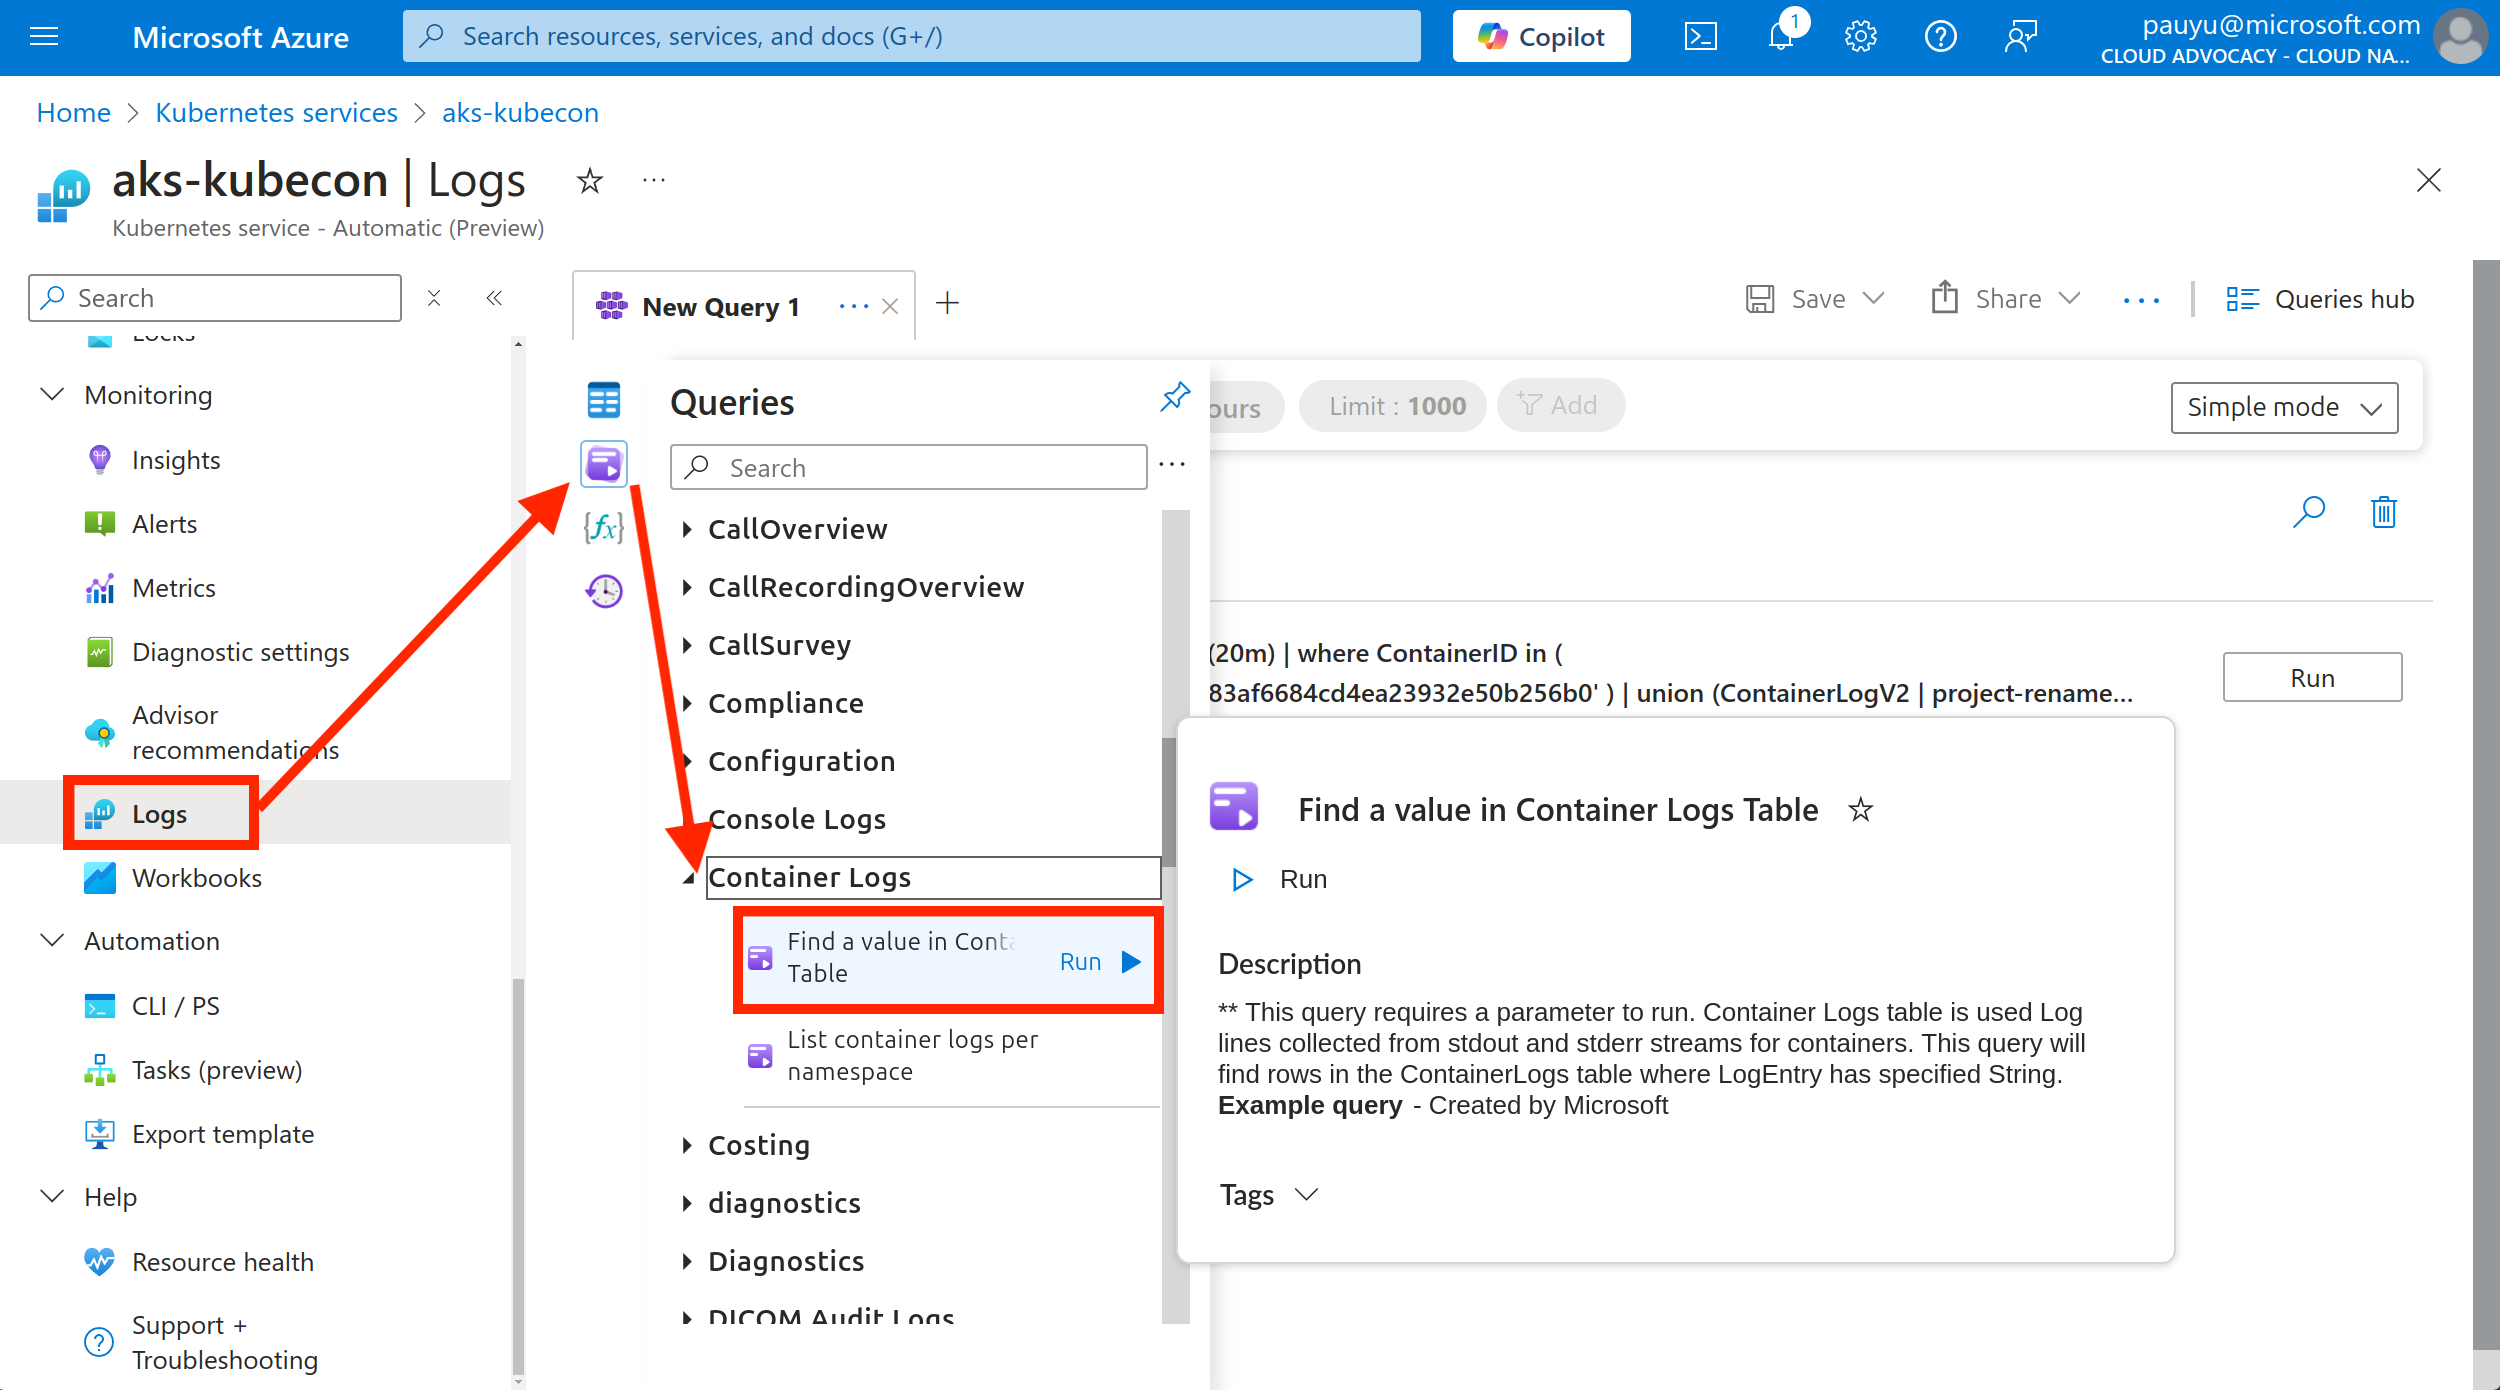 Microsoft Azure
Search resources, services, and docs (G+/)
Copilot
1
pauyu@microsoft.com
CLOUD ADVOCACY - CLOUD NA...
Home > Kubernetes services > aks-kubecon
aks-kubecon | Logs
Kubernetes service - Automatic (Preview)
Search
Locks
Monitoring
Insights
Alerts
Metrics
Diagnostic settings
Advisor
recommendations
Logs
Workbooks
Automation
CLI / PS
Tasks (preview)
Export template
Help
Resource health
Support +
Troubleshooting
New Query 1
Save
Share
Queries hub
Queries
Search
CallOverview
CallRecordingOverview
CallSurvey
Compliance
Configuration
Console Logs
Container Logs
Find a value in Conta
Table
Run
List container logs per
namespace
Costing
diagnostics
Diagnostics
DICOM Audit Logs
ours
Limit : 1000
Add
Simple mode
(20m) | where ContainerID in (
83af6684cd4ea23932e50b256b0' ) | union (ContainerLogV2 | project-rename...
Run
Find a value in Container Logs Table
Run
Description
** This query requires a parameter to run. Container Logs table is used Log
lines collected from stdout and stderr streams for containers. This query will
find rows in the ContainerLogs table where LogEntry has specified String.
Example query - Created by Microsoft
Tags